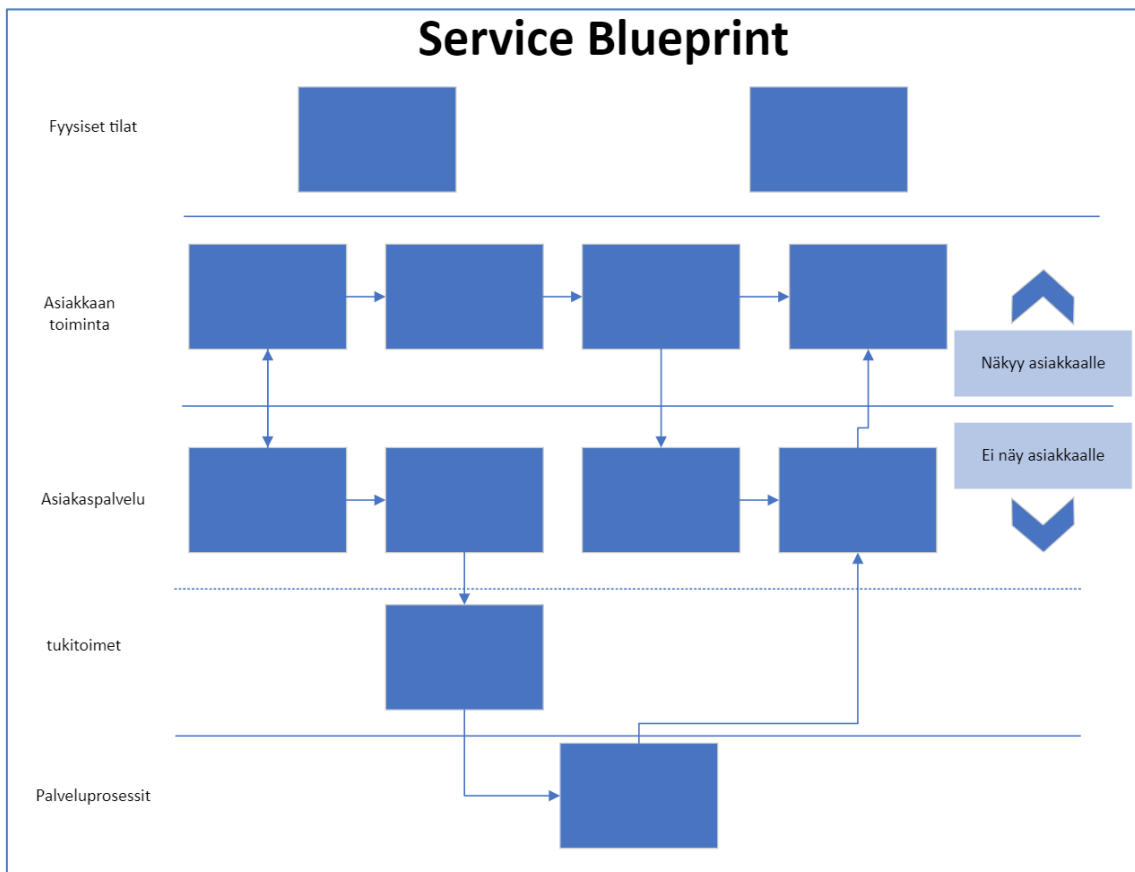 Service Blueprint
Fyysiset tilat
Asiakkaan
toiminta
Näkyy asiakkaalle
Ei näy asiakkaalle
Asiakaspalvelu
tukitoimet
Palveluprosessit